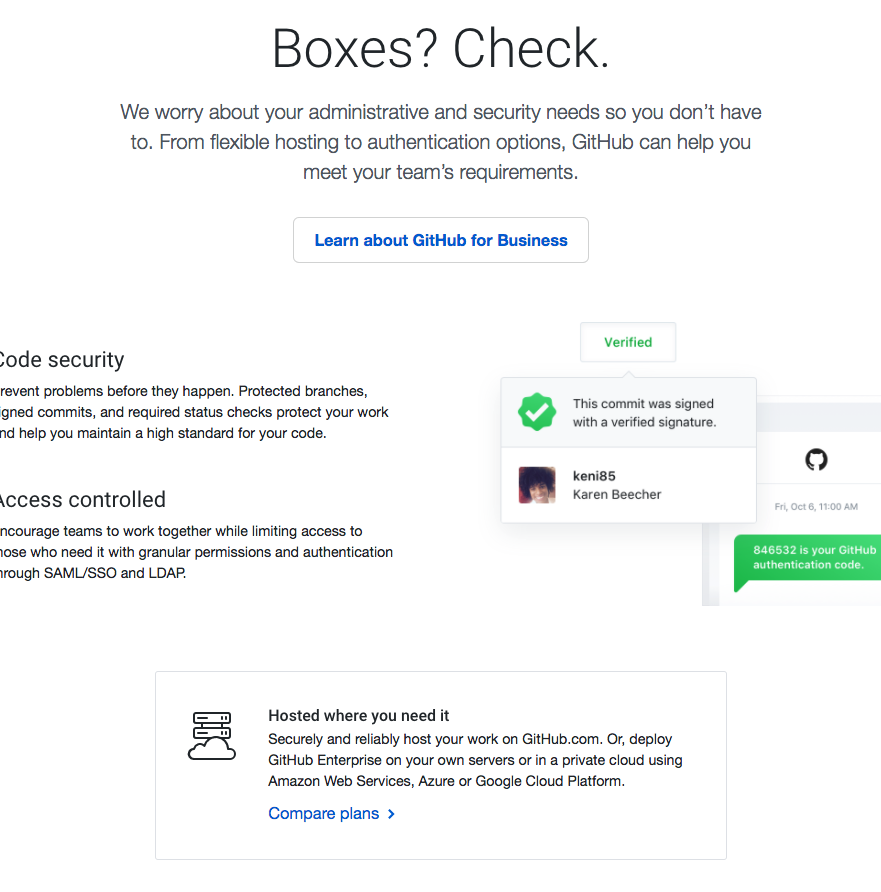 Boxes? Check.
We worry about your administrative and security needs so you don’t have
to. From flexible hosting to authentication options, GitHub can help you
meet your team’s requirements.
Learn about GitHub for Business
Code security
revent problems before they happen. Protected branches,
igned commits, and required status checks protect your work
nd help you maintain a high standard for your code.
Access controlled
ncourage teams to work together while limiting access to
hose who need it with granular permissions and authentication
hrough SAML/SSO and LDAP.
Verified
This commit was signed
with a verified signature.
keni85
Karen Beecher
Fri, Oct 6, 11:00 AM
846532 is your GitHub
authentication code.
Hosted where you need it
Securely and reliably host your work on GitHub.com. Or, deploy
GitHub Enterprise on your own servers or in a private cloud using
Amazon Web Services, Azure or Google Cloud Platform.
Compare plans